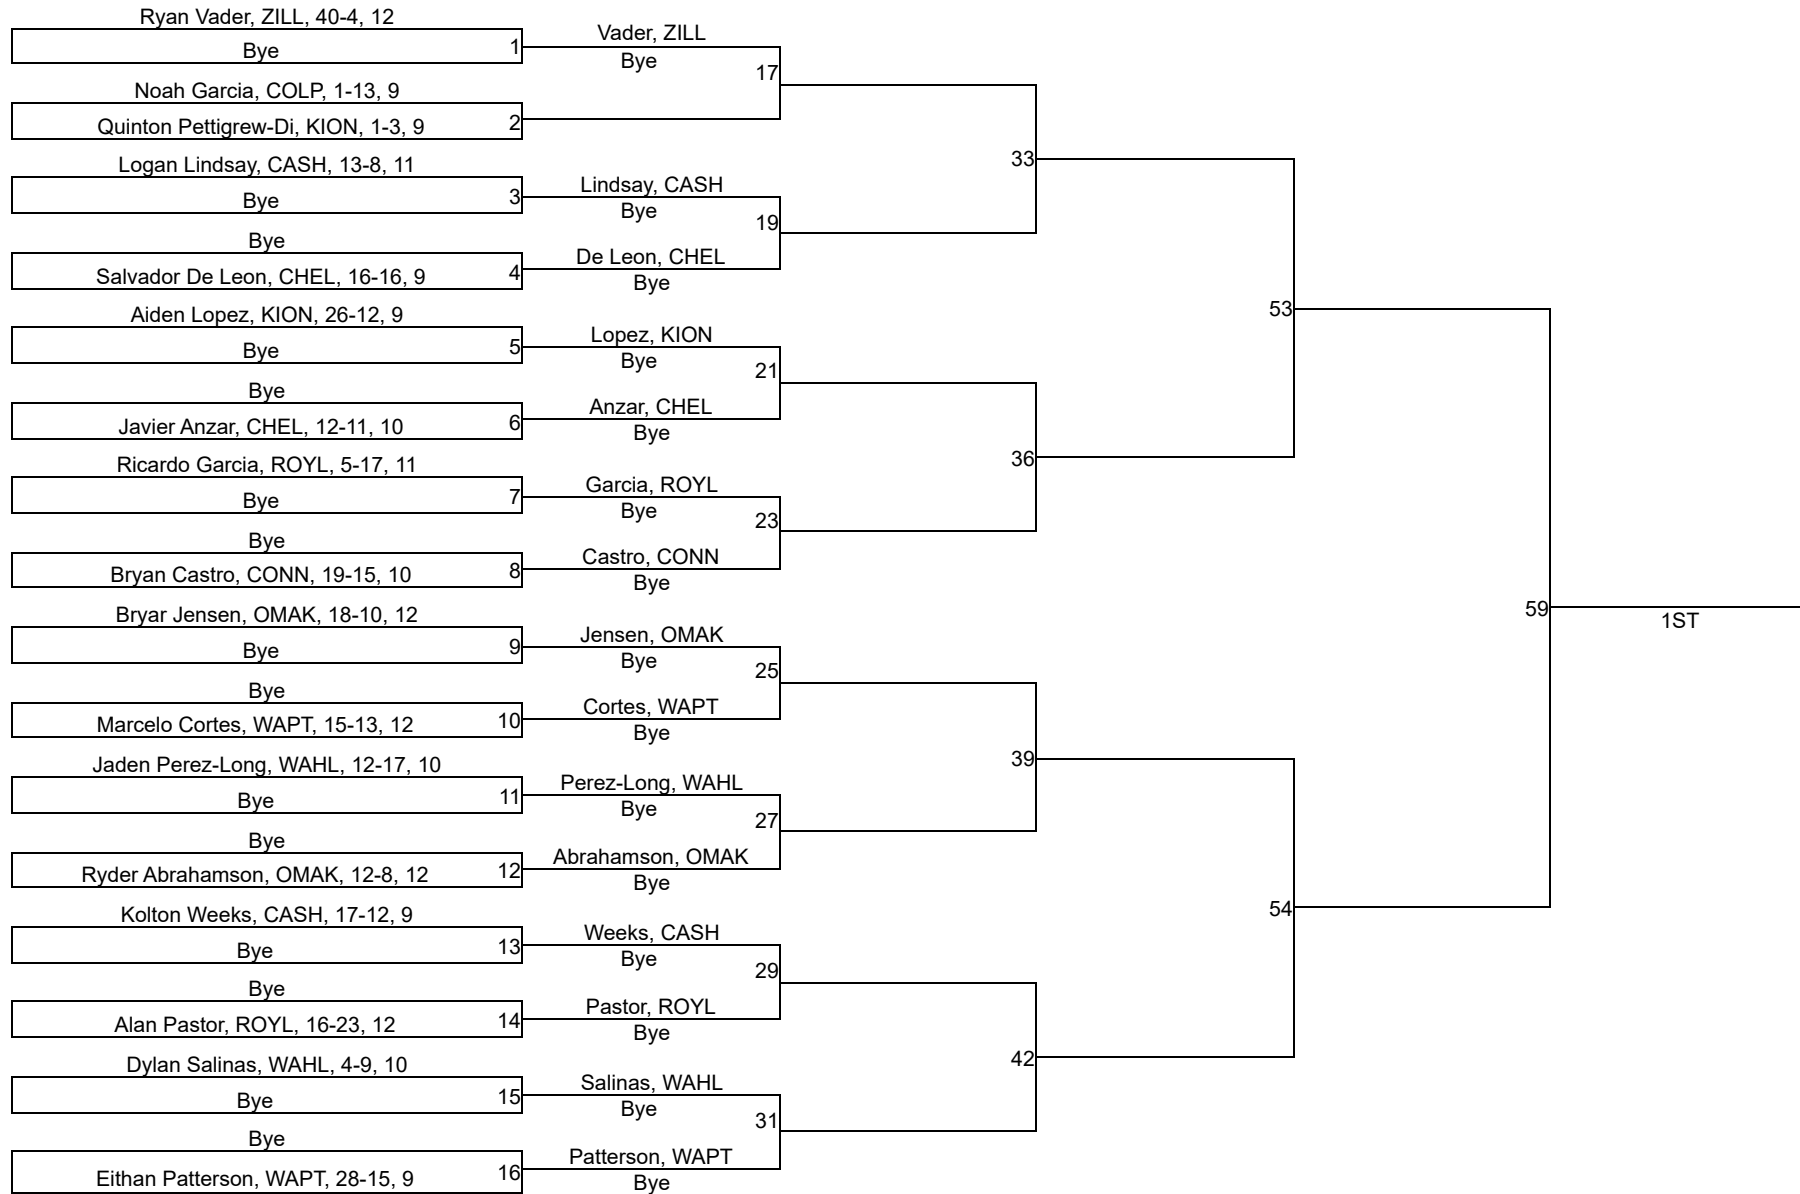 Ryan Vader, ZILL, 40-4, 12
Bye
1
Noah Garcia, COLP, 1-13, 9
Quinton Pettigrew-Di, KION, 1-3, 9
2
Logan Lindsay, CASH, 13-8, 11
Bye
3
Bye
Salvador De Leon, CHEL, 16-16, 9
4
Aiden Lopez, KION, 26-12, 9
Bye
5
Bye
Javier Anzar, CHEL, 12-11, 10
6
Ricardo Garcia, ROYL, 5-17, 11
Bye
7
Bye
Bryan Castro, CONN, 19-15, 10
8
Bryar Jensen, OMAK, 18-10, 12
Bye
9
Bye
Marcelo Cortes, WAPT, 15-13, 12
10
Jaden Perez-Long, WAHL, 12-17, 10
Bye
11
Bye
Ryder Abrahamson, OMAK, 12-8, 12
12
Kolton Weeks, CASH, 17-12, 9
Bye
13
Bye
Alan Pastor, ROYL, 16-23, 12
14
Dylan Salinas, WAHL, 4-9, 10
Bye
15
Bye
Eithan Patterson, WAPT, 28-15, 9
16
Vader, ZILL
Bye
17
Lindsay, CASH
Bye
19
De Leon, CHEL
Bye
Lopez, KION
Bye
21
Anzar, CHEL
Bye
Garcia, ROYL
Bye
23
Castro, CONN
Bye
Jensen, OMAK
Bye
25
Cortes, WAPT
Bye
Perez-Long, WAHL
Bye
27
Abrahamson, OMAK
Bye
Weeks, CASH
Bye
29
Pastor, ROYL
Bye
Salinas, WAHL
Bye
31
Patterson, WAPT
Bye
33
36
39
42
53
54
59
1ST